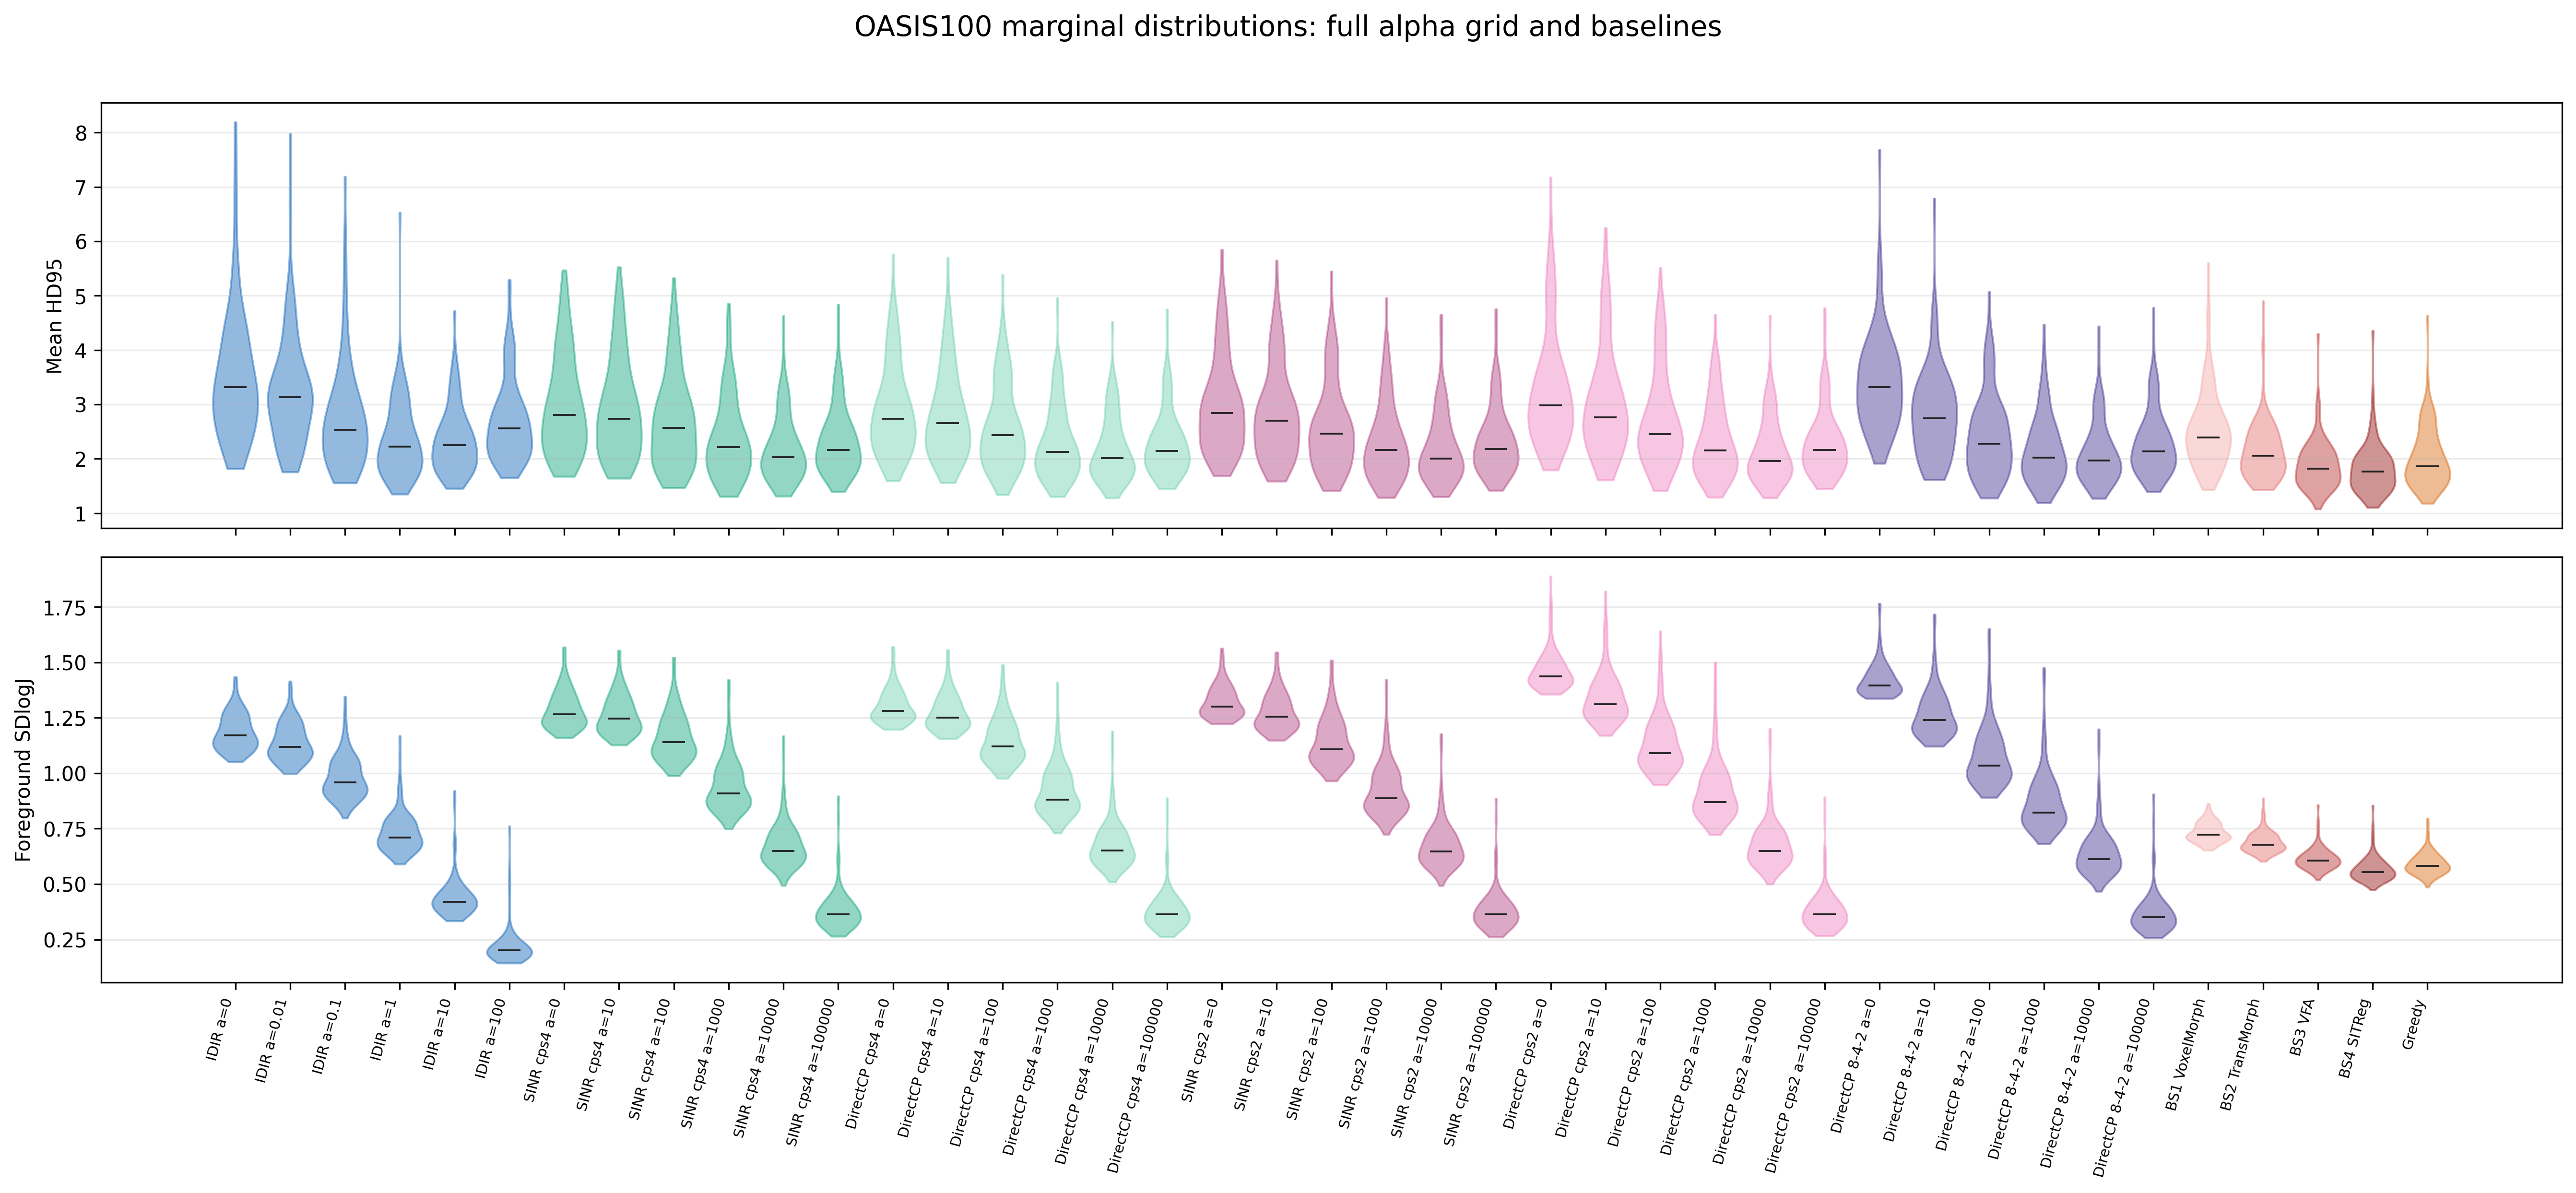 OASIS100 marginal distributions: full alpha grid and baselines
Mean HD95
8
7
6
5
4
3
2
1
Foreground SDlogJ
1.75
1.50
1.25
1.00
0.75
0.50
0.25
IDIR a=0
IDIR a=0.01
IDIR a=0.1
IDIR a=1
IDIR a=10
IDIR a=100
SINR cps4 a=0
SINR cps4 a=10
SINR cps4 a=100
SINR cps4 a=1000
SINR cps4 a=10000
SINR cps4 a=100000
DirectCP cps4 a=0
DirectCP cps4 a=10
DirectCP cps4 a=100
DirectCP cps4 a=1000
DirectCP cps4 a=10000
DirectCP cps4 a=100000
SINR cps2 a=0
SINR cps2 a=10
SINR cps2 a=100
SINR cps2 a=1000
SINR cps2 a=10000
SINR cps2 a=100000
DirectCP cps2 a=0
DirectCP cps2 a=10
DirectCP cps2 a=100
DirectCP cps2 a=1000
DirectCP cps2 a=10000
DirectCP cps2 a=100000
DirectCP 8-4-2 a=0
DirectCP 8-4-2 a=10
DirectCP 8-4-2 a=100
DirectCP 8-4-2 a=1000
DirectCP 8-4-2 a=10000
DirectCP 8-4-2 a=100000
BS1 VoxelMorph
BS2 TransMorph
BS3 VFA
BS4 SITReg
Greedy